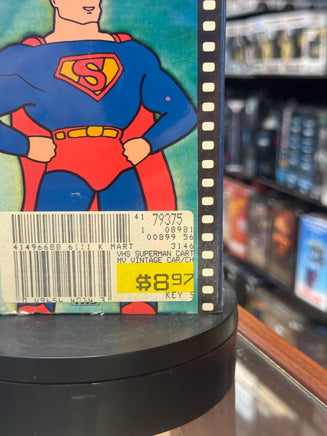 S
41 79375
1 08981
00899 56
41496688 6111 K MART 3146
VHS SUPERMAN CART
MV VINTAGE CAR/CH
$8.97
KEY